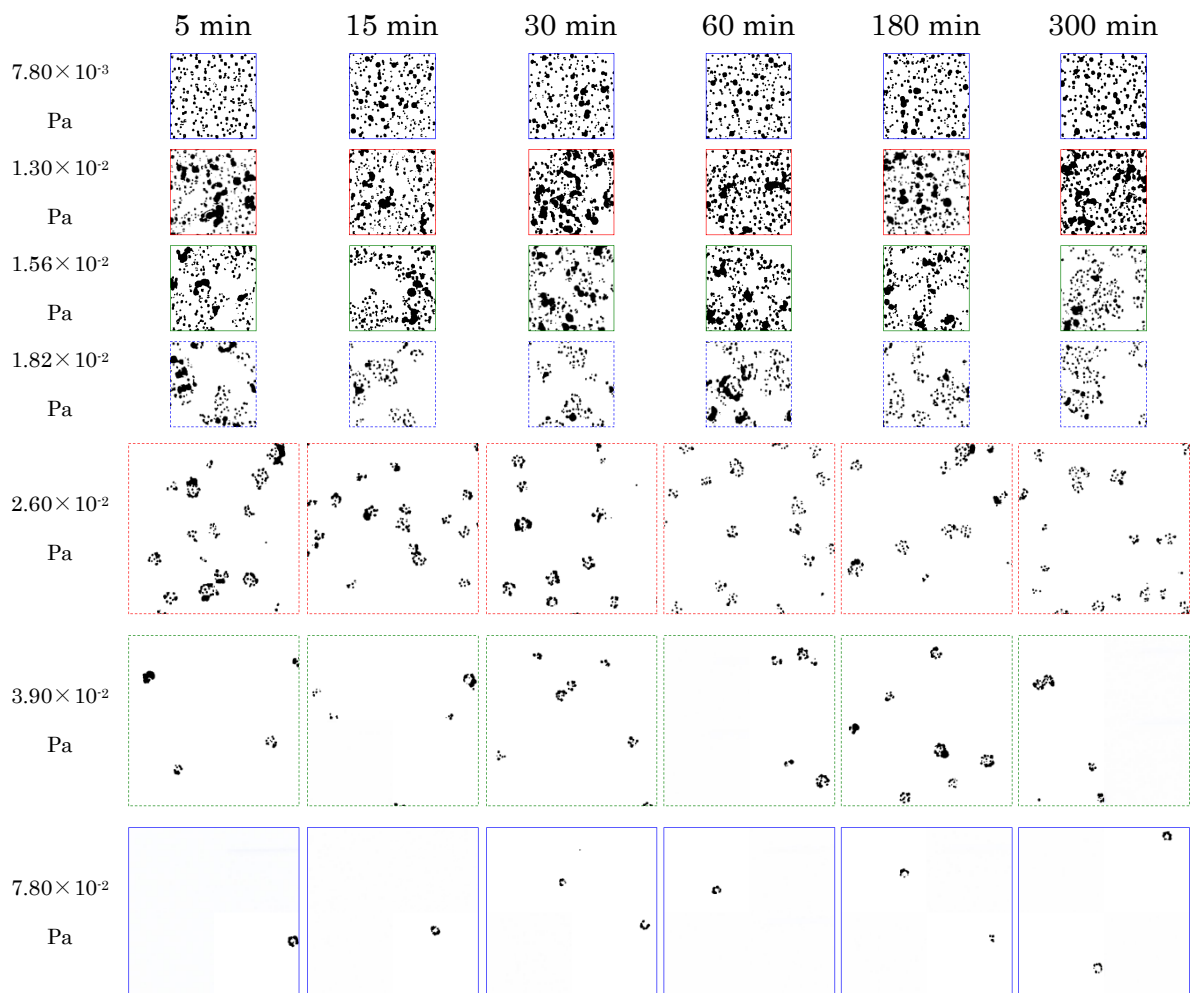 5 min 15 min 30 min 60 min 180 min 300 min
7.80×10⁻³
Pa
1.30×10⁻²
Pa
1.56×10⁻²
Pa
1.82×10⁻²
Pa
2.60×10⁻²
Pa
3.90×10⁻²
Pa
7.80×10⁻²
Pa